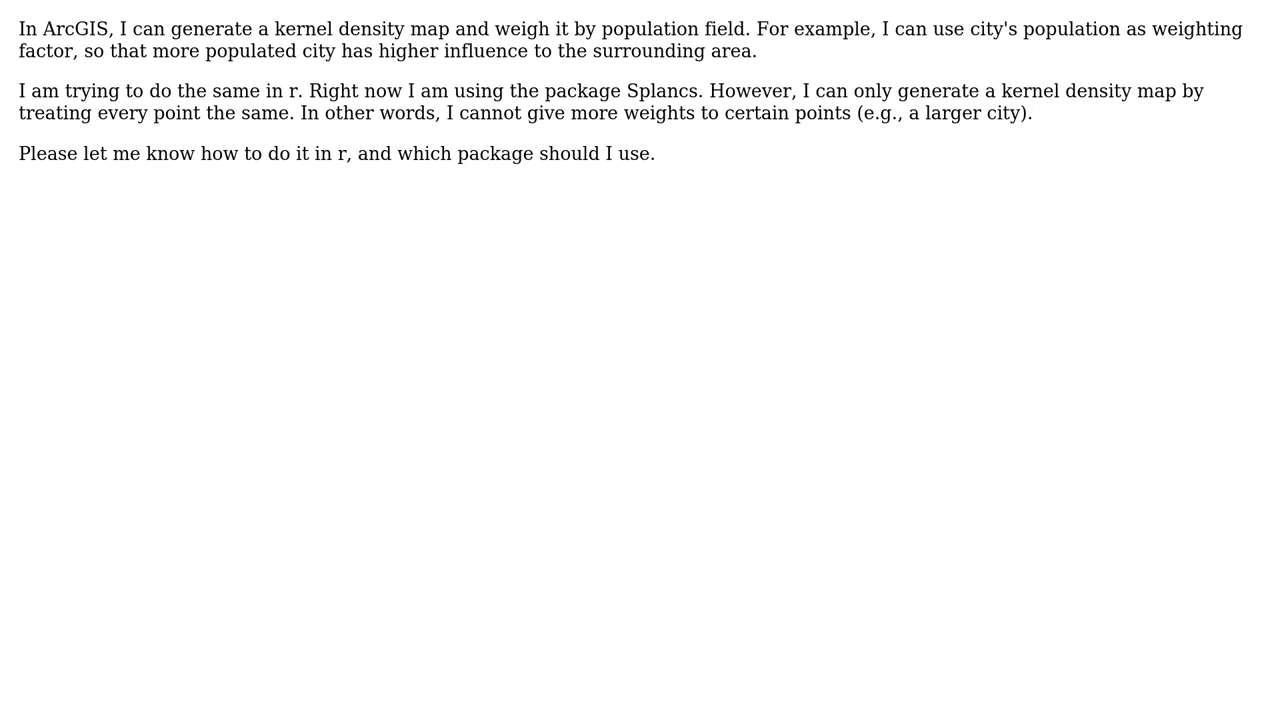 In ArcGIS, I can generate a kernel density map and weigh it by population field. For example, I can use city's population as weighting
factor, so that more populated city has higher influence to the surrounding area.
I am trying to do the same in r. Right now I am using the package Splancs. However, I can only generate a kernel density map by
treating every point the same. In other words, I cannot give more weights to certain points (e.g., a larger city).
Please let me know how to do it in r, and which package should I use.